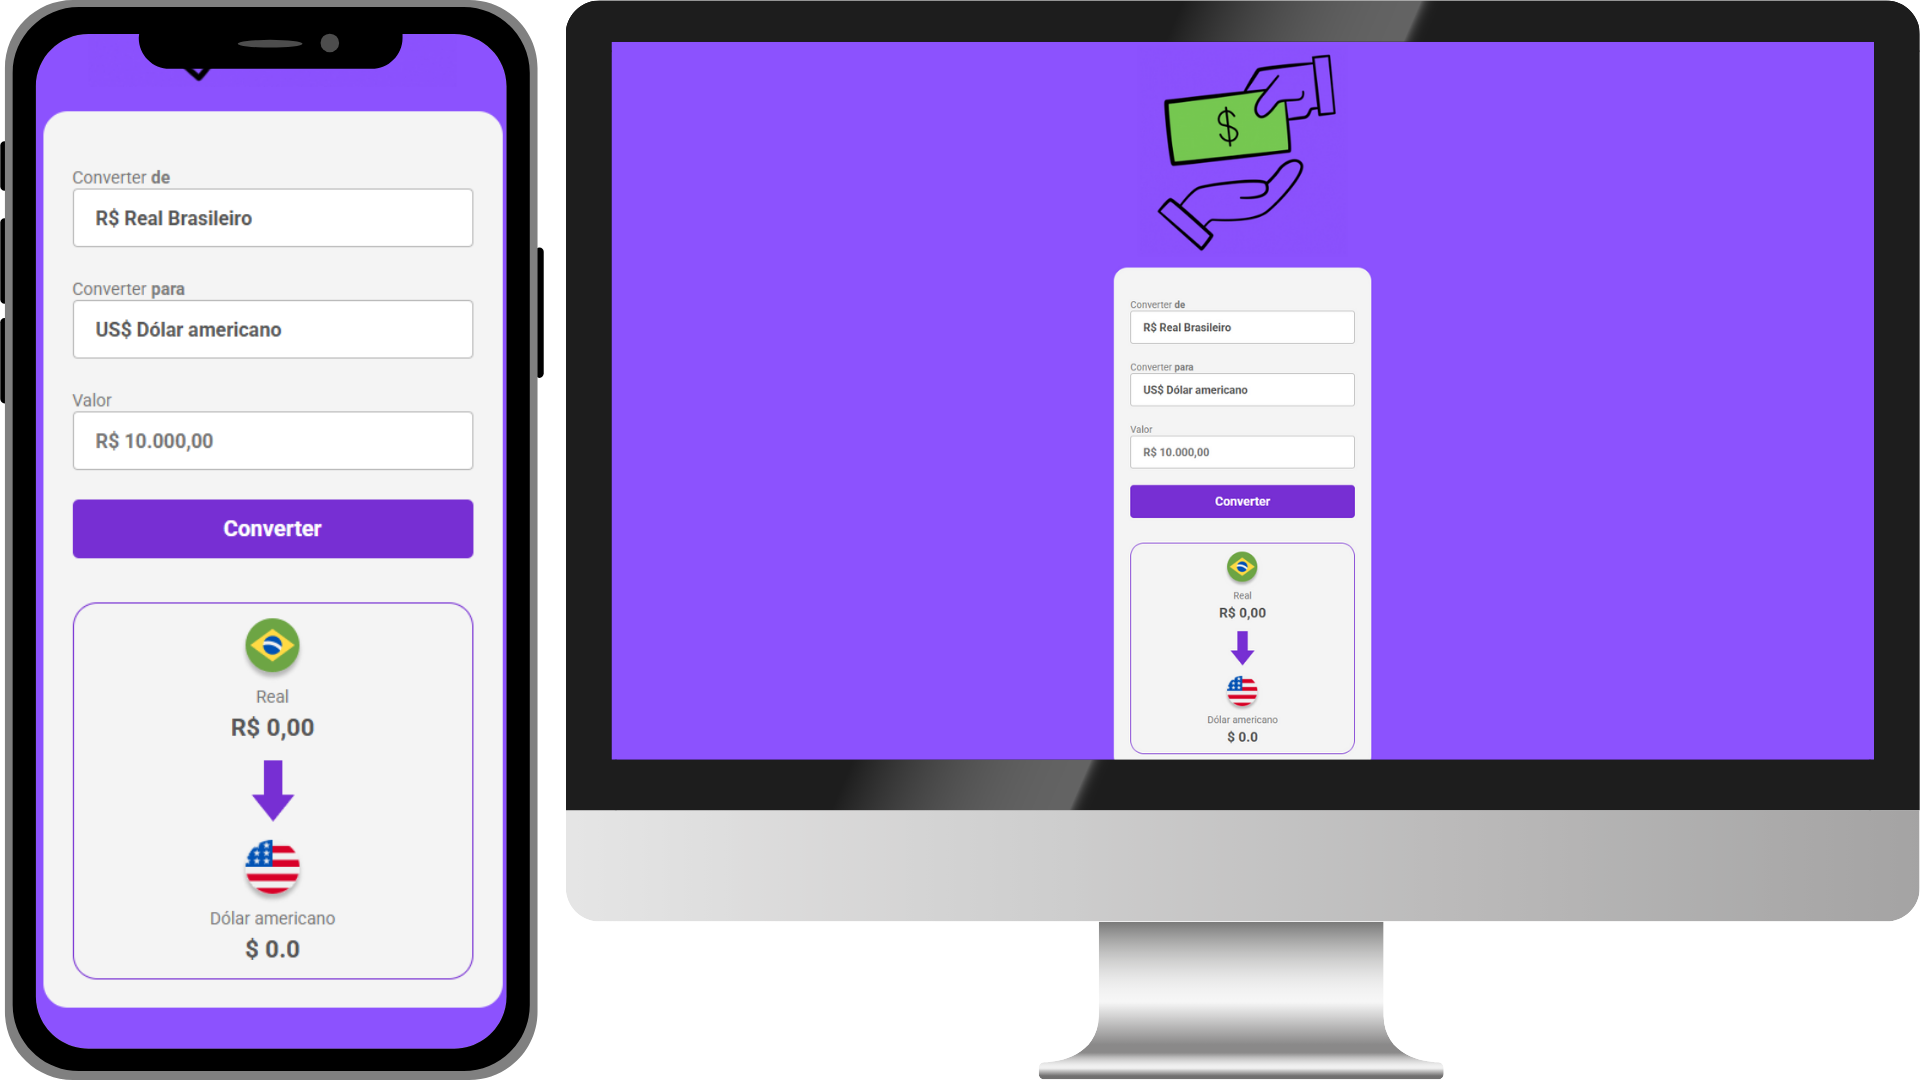 Converter de
R$ Real Brasileiro
Converter para
US$ Dólar americano
Valor
R$ 10.000,00
Converter
Real
R$ 0,00
Dólar americano
$ 0.0
$
Converter de
R$ Real Brasileiro
Converter para
US$ Dólar americano
Valor
R$ 10.000,00
Converter
Real
R$ 0,00
Dólar americano
$ 0.0